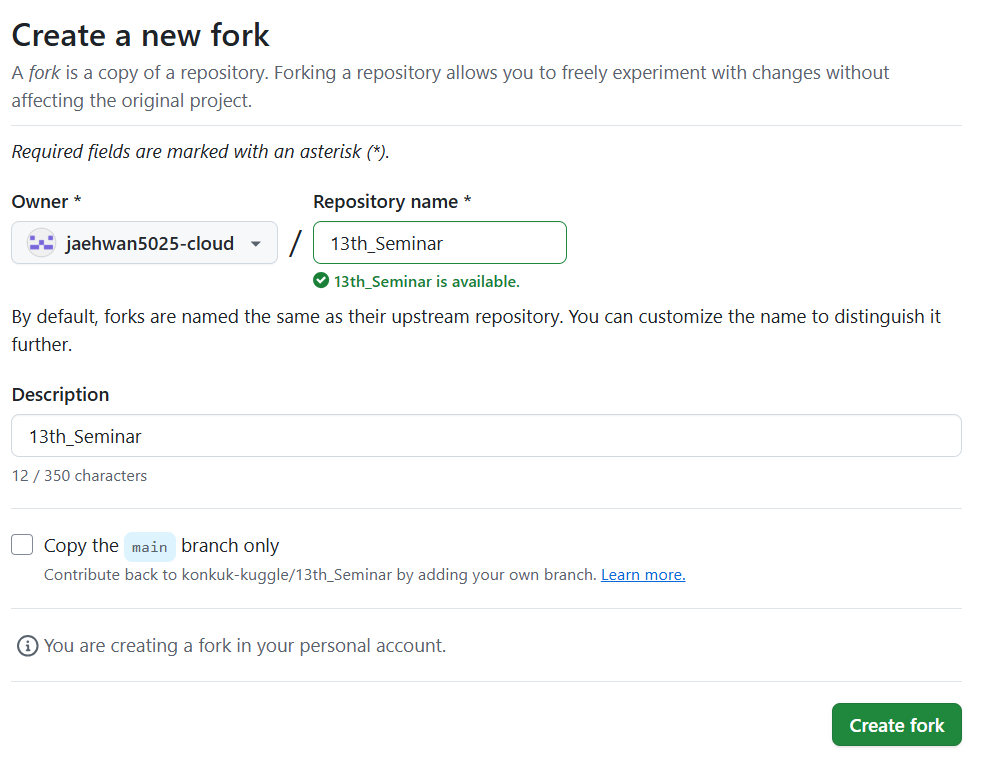 Create a new fork
A fork is a copy of a repository. Forking a repository allows you to freely experiment with changes without
affecting the original project.
Required fields are marked with an asterisk (*).
Owner * Repository name *
jaehwan5025-cloud / 13th_Seminar
13th_Seminar is available.
By default, forks are named the same as their upstream repository. You can customize the name to distinguish it
further.
Description
13th_Seminar
12 / 350 characters
Copy the main branch only
Contribute back to konkuk-kuggle/13th_Seminar by adding your own branch. Learn more.
You are creating a fork in your personal account.
Create fork